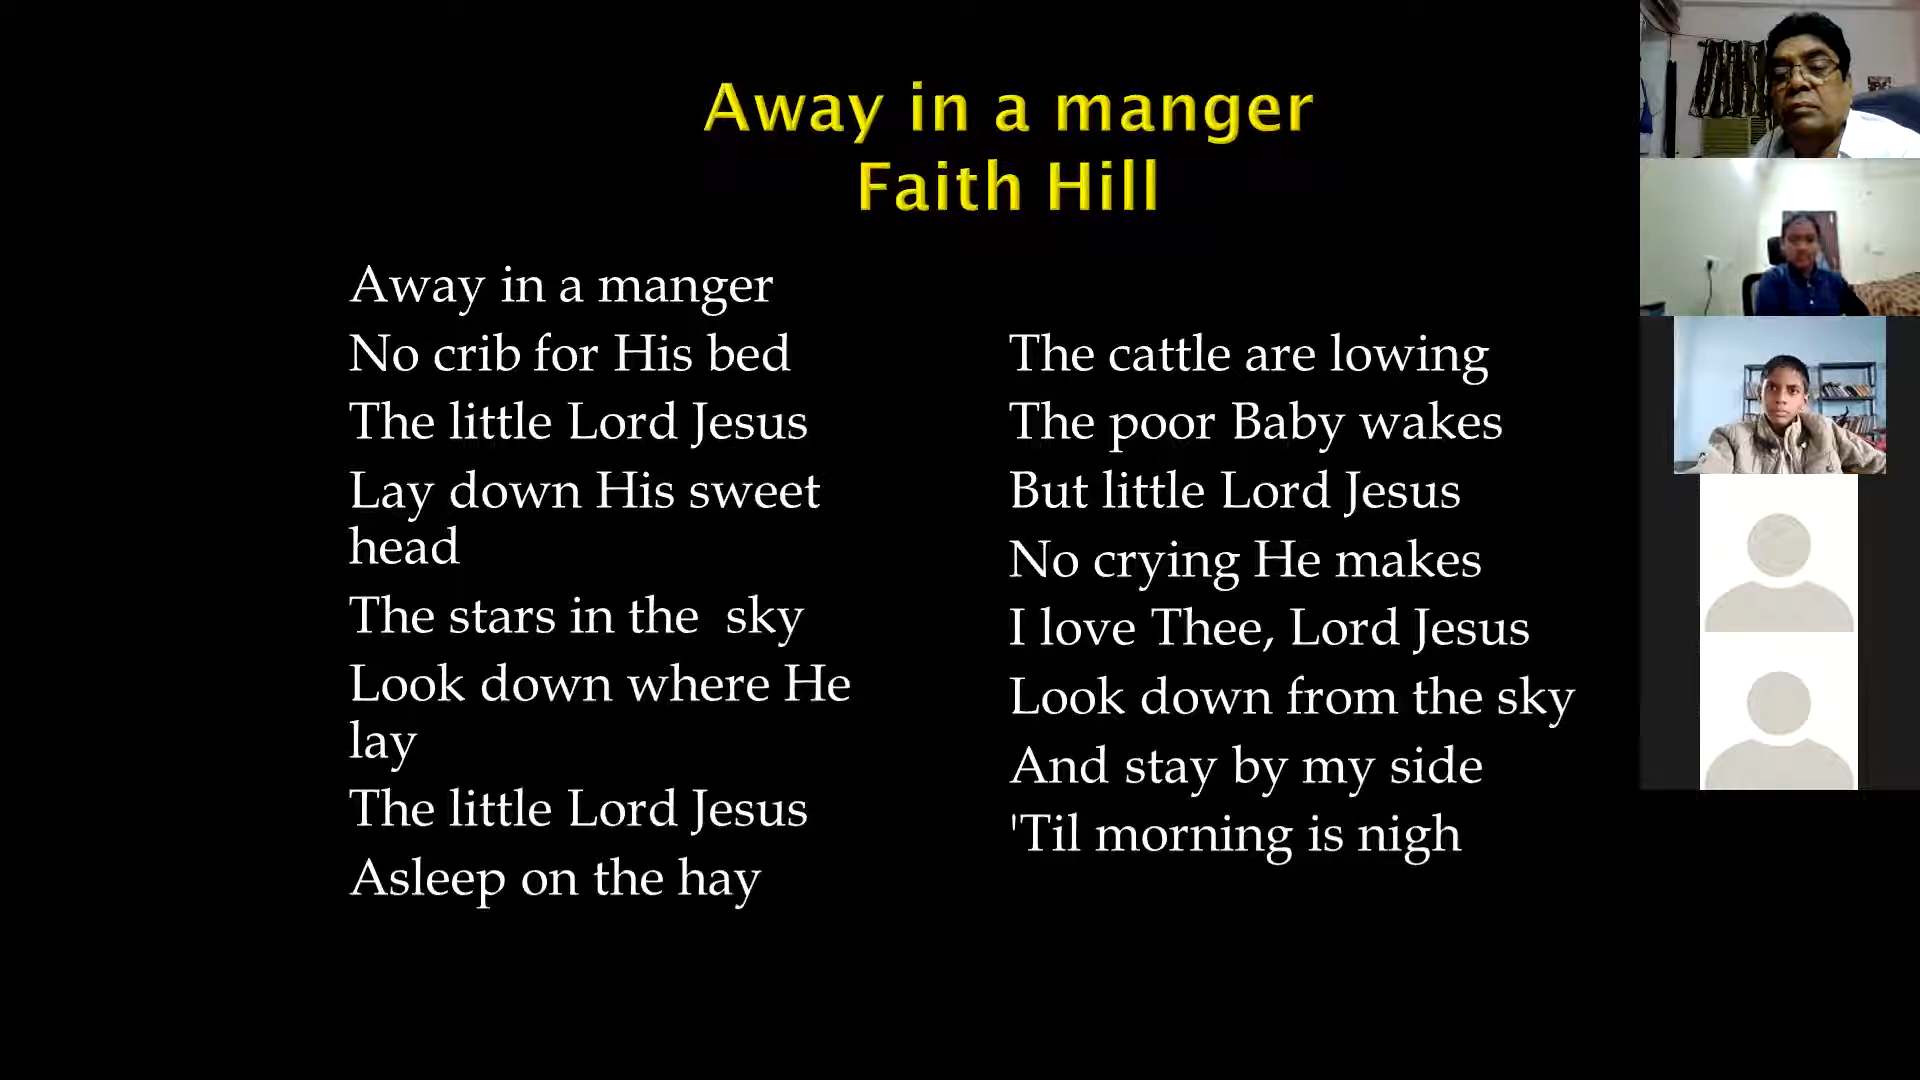 Away in a manger
Faith Hill
Away in a manger
No crib for His bed
The little Lord Jesus
Lay down His sweet
head
The stars in the  sky
Look down where He
lay
The little Lord Jesus
Asleep on the hay
The cattle are lowing
The poor Baby wakes
But little Lord Jesus
No crying He makes
I love Thee, Lord Jesus
Look down from the sky
And stay by my side
'Til morning is nigh